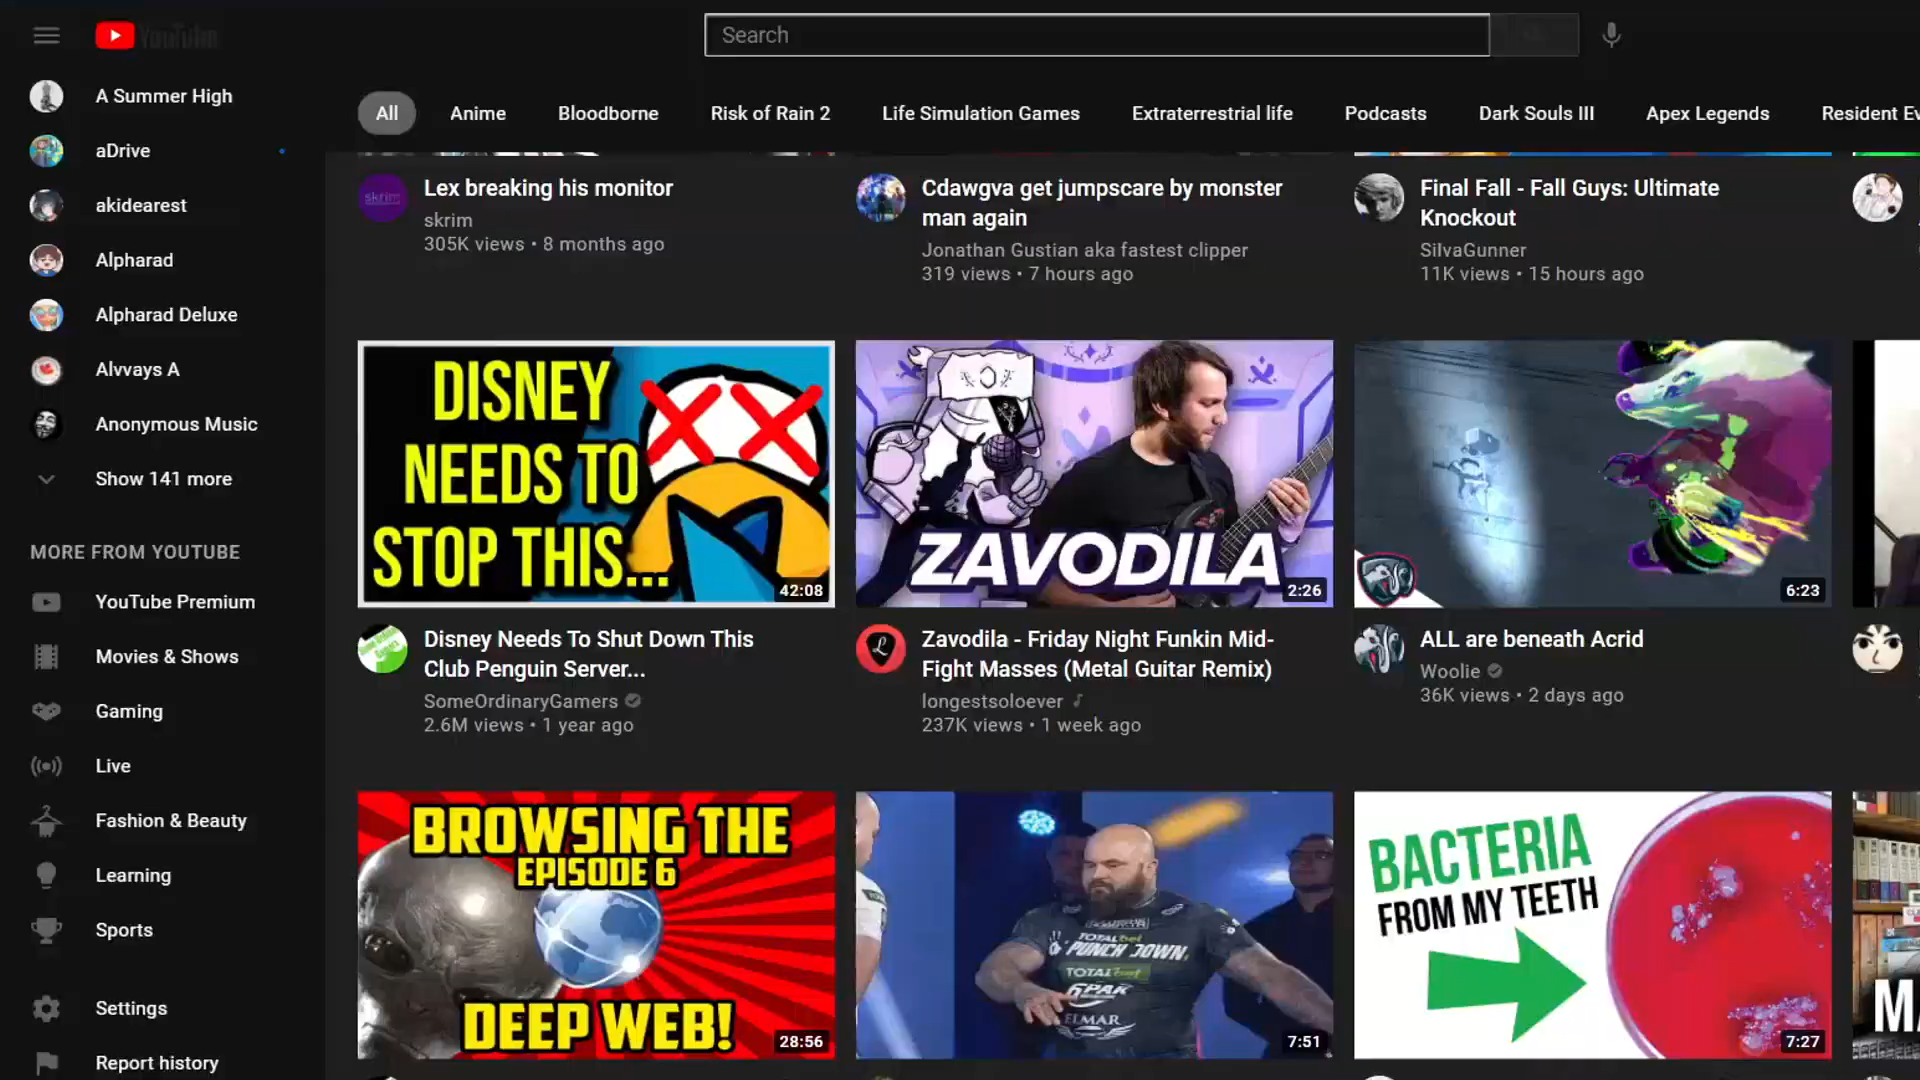 YouTube
Search
A Summer High
aDrive
akidearest
Alpharad
Alpharad Deluxe
Alvvays A
Anonymous Music
Show 141 more
MORE FROM YOUTUBE
YouTube Premium
Movies & Shows
Gaming
Live
Fashion & Beauty
Learning
Sports
Settings
Report history
All
Anime
Bloodborne
Risk of Rain 2
Life Simulation Games
Extraterrestrial life
Podcasts
Dark Souls III
Apex Legends
Resident Ev
skrim
Lex breaking his monitor
skrim
305K views • 8 months ago
Cdawgva get jumpscare by monster
man again
Jonathan Gustian aka fastest clipper
319 views • 7 hours ago
Final Fall - Fall Guys: Ultimate
Knockout
SilvaGunner
11K views • 15 hours ago
DISNEY
NEEDS TO
STOP THIS...
42:08
Disney Needs To Shut Down This
Club Penguin Server...
SomeOrdinaryGamers
2.6M views • 1 year ago
ZAVODILA
2:26
Zavodila - Friday Night Funkin Mid-
Fight Masses (Metal Guitar Remix)
longestsoloever
237K views • 1 week ago
6:23
ALL are beneath Acrid
Woolie
36K views • 2 days ago
BROWSING THE
EPISODE 6
DEEP WEB!
28:56
TOTALbet
PUNCH DOWN
TOTALbet
6PAK
ELMAR
7:51
BACTERIA
FROM MY TEETH
7:27